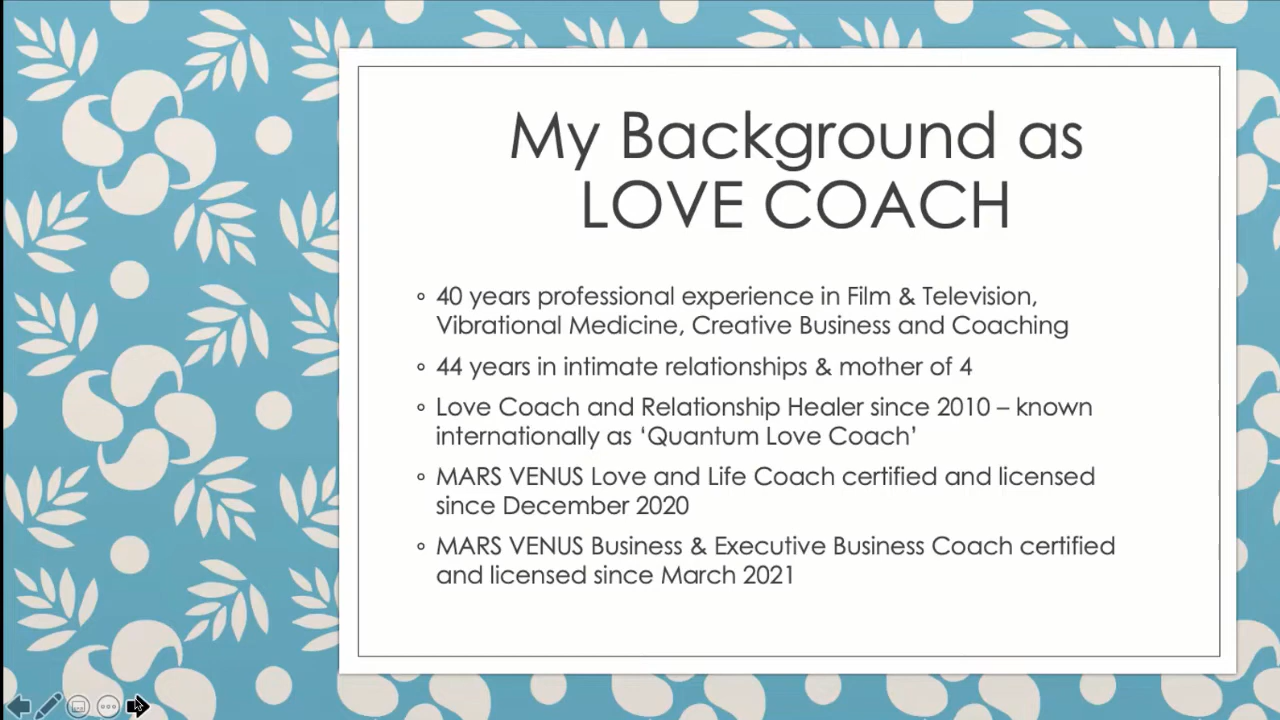 My Background as
LOVE COACH
40 years professional experience in Film & Television,
Vibrational Medicine, Creative Business and Coaching
44 years in intimate relationships & mother of 4
Love Coach and Relationship Healer since 2010 – known
internationally as ‘Quantum Love Coach’
MARS VENUS Love and Life Coach certified and licensed
since December 2020
MARS VENUS Business & Executive Business Coach certified
and licensed since March 2021